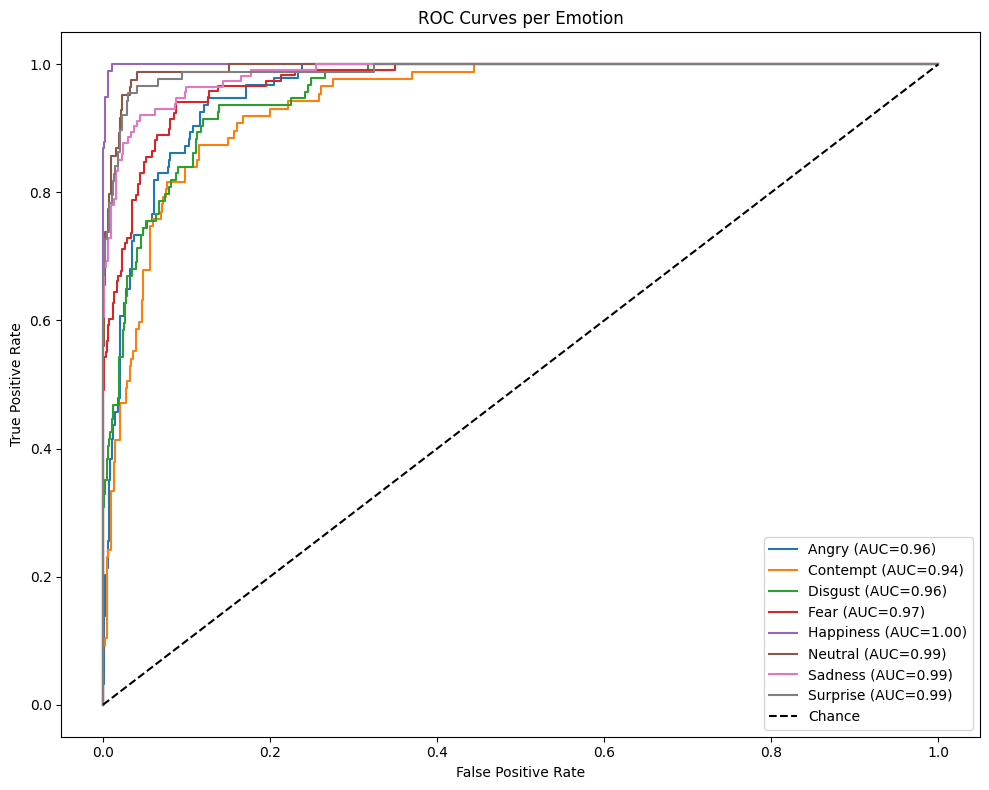 ROC Curves per Emotion
True Positive Rate
1.0
0.8
0.6
0.4
0.2
0.0
0.0
0.2
0.4
0.6
0.8
1.0
False Positive Rate
Angry (AUC=0.96)
Contempt (AUC=0.94)
Disgust (AUC=0.96)
Fear (AUC=0.97)
Happiness (AUC=1.00)
Neutral (AUC=0.99)
Sadness (AUC=0.99)
Surprise (AUC=0.99)
Chance